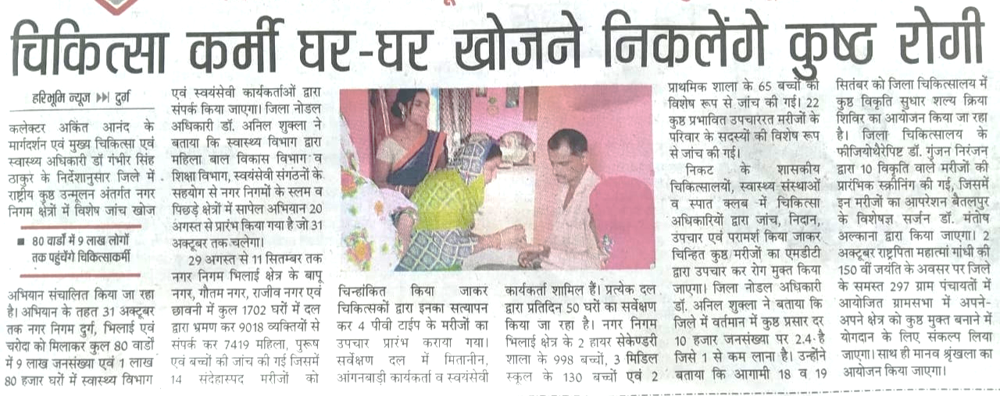 चिकित्सा कर्मी घर-घर खोजने निकलेंगे कुष्ठ रोगी
हरिभूमि न्यूज दुर्ग
कलेक्टर अकिंत आनंद के
मार्गदर्शन एवं मुख्य चिकित्सा एवं
स्वास्थ्य अधिकारी डॉ गंभीर सिंह
ठाकुर के निर्देशानुसार जिले में
राष्ट्रीय कुष्ठ उन्मूलन अंतर्गत नगर
निगम क्षेत्रों में विशेष जांच खोज
80 वार्डों में 9 लाख लोगों
तक पहुंचेंगे चिकित्साकर्मी
अभियान संचालित किया जा रहा
है। अभियान के तहत 31 अक्टूबर
तक नगर निगम दुर्ग, भिलाई एवं
चरोदा को मिलाकर कुल 80 वार्डों
में 9 लाख जनसंख्या एवं 1 लाख
80 हजार घरों में स्वास्थ्य विभाग
एवं स्वायंसेवी कार्यकर्ताओं द्वारा
संपर्क किया जाएगा। जिला नोडल
अधिकारी डॉ. अनिल शुक्ला ने
बताया कि स्वास्थ्य विभाग द्वारा
महिला बाल विकास विभाग व
शिक्षा विभाग, स्वयंसेवी संगठनों के
सहयोग से नगर निगमों के स्लम व
पिछड़े क्षेत्रों में सापेल अभियान 20
अगस्त से प्रारंभ किया गया है जो 31
अक्टूबर तक चलेगा।
29 अगस्त से 11 सितम्बर तक
नगर निगम भिलाई क्षेत्र के बापू
नगर, गौतम नगर, राजीव नगर एवं
छावनी में कुल 1702 घरों में दल
द्वारा भ्रमण कर 9018 व्यक्तियों से
संपर्क कर 7419 महिला, पुरूष
एवं बच्चों की जांच की गई जिसमें
14 संदेहास्पद मरीजों को
चिन्हांकित किया जाकर
चिकित्सकों द्वारा इनका सत्यापन
कर 4 पीवी टाईप के मरीजों का
उपचार प्रारंभ कराया गया।
सर्वेक्षण दल में मितानीन,
आंगनबाड़ी कार्यकर्ता व स्वयंसेवी
कार्यकर्ता शामिल हैं। प्रत्येक दल
द्वारा प्रतिदिन 50 घरों का सर्वेक्षण
किया जा रहा है। नगर निगम
भिलाई क्षेत्र के 2 हायर सेकेण्डरी
शाला के 998 बच्चों, 3 मिडिल
स्कूल के 130 बच्चों एवं 2
प्राथमिक शाला के 65 बच्चों की
विशेष रूप से जांच की गई। 22
कुष्ठ प्रभावित उपचाररत मरीजों के
परिवार के सदस्यों की विशेष रूप
से जांच की गई।
निकट के शासकीय
चिकित्सालयों, स्वास्थ्य संस्थाओं
व स्पात क्लब में चिकित्सा
अधिकारियों द्वारा जांच, निदान,
उपचार एवं परामर्श किया जाकर
चिन्हित कुष्ठ मरीजों का एमडीटी
द्वारा उपचार कर रोग मुक्त किया
जाएगा। जिला नोडल अधिकारी
डॉ. अनिल शुक्ला ने बताया कि
जिले में वर्तमान में कुष्ठ प्रसार दर
10 हजार जनसंख्या पर 2.4 है
जिसे 1 से कम लाना है। उन्होंने
बताया कि आगामी 18 व 19
सितंबर को जिला चिकित्सालय में
कुष्ठ विकृति सुधार शल्य क्रिया
शिविर का आयोजन किया जा रहा
है। जिला चिकित्सालय के
फीजियोथैरेपिष्ट डॉ. गुंजन निरंजन
द्वारा 10 विकृति वाले मरीजों की
प्रारंभिक स्क्रीनिंग की गई, जिसमें
इन मरीजों का आपरेशन बैतलपुर
के विशेषज्ञ सर्जन डॉ. मंतोष
अल्काना द्वारा किया जाएगा। 2
अक्टूबर राष्ट्रपिता महात्मां गांधी की
150 वीं जयंति के अवसर पर जिले
के समस्त 297 ग्राम पंचायतों में
आयोजित ग्रामसभा में अपने-
अपने क्षेत्र को कुष्ठ मुक्त बनाने में
योगदान के लिए संकल्प लिया
जाएगा। साथ ही मानव श्रृंखला का
आयोजन किया जाएगा।